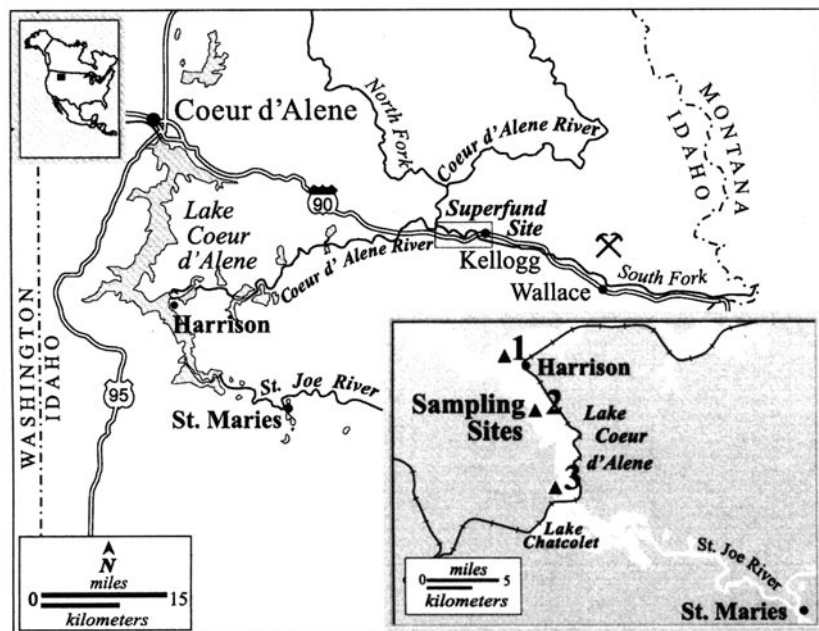 Coeur d'Alene
North Fork
Coeur d'Alene River
MONTANA
IDAHO
90
Superfund
Site
Lake
Coeur
d'Alene
Coeur d'Alene River
Kellogg
South Fork
Wallace
Harrison
WASHINGTON
IDAHO
95
St. Joe River
St. Maries
N
miles
0 15
kilometers
1
Harrison
Sampling
Sites
2
Lake
Coeur
d'Alene
3
Lake
Chatcolet
St. Joe River
St. Maries
miles
0 5
kilometers